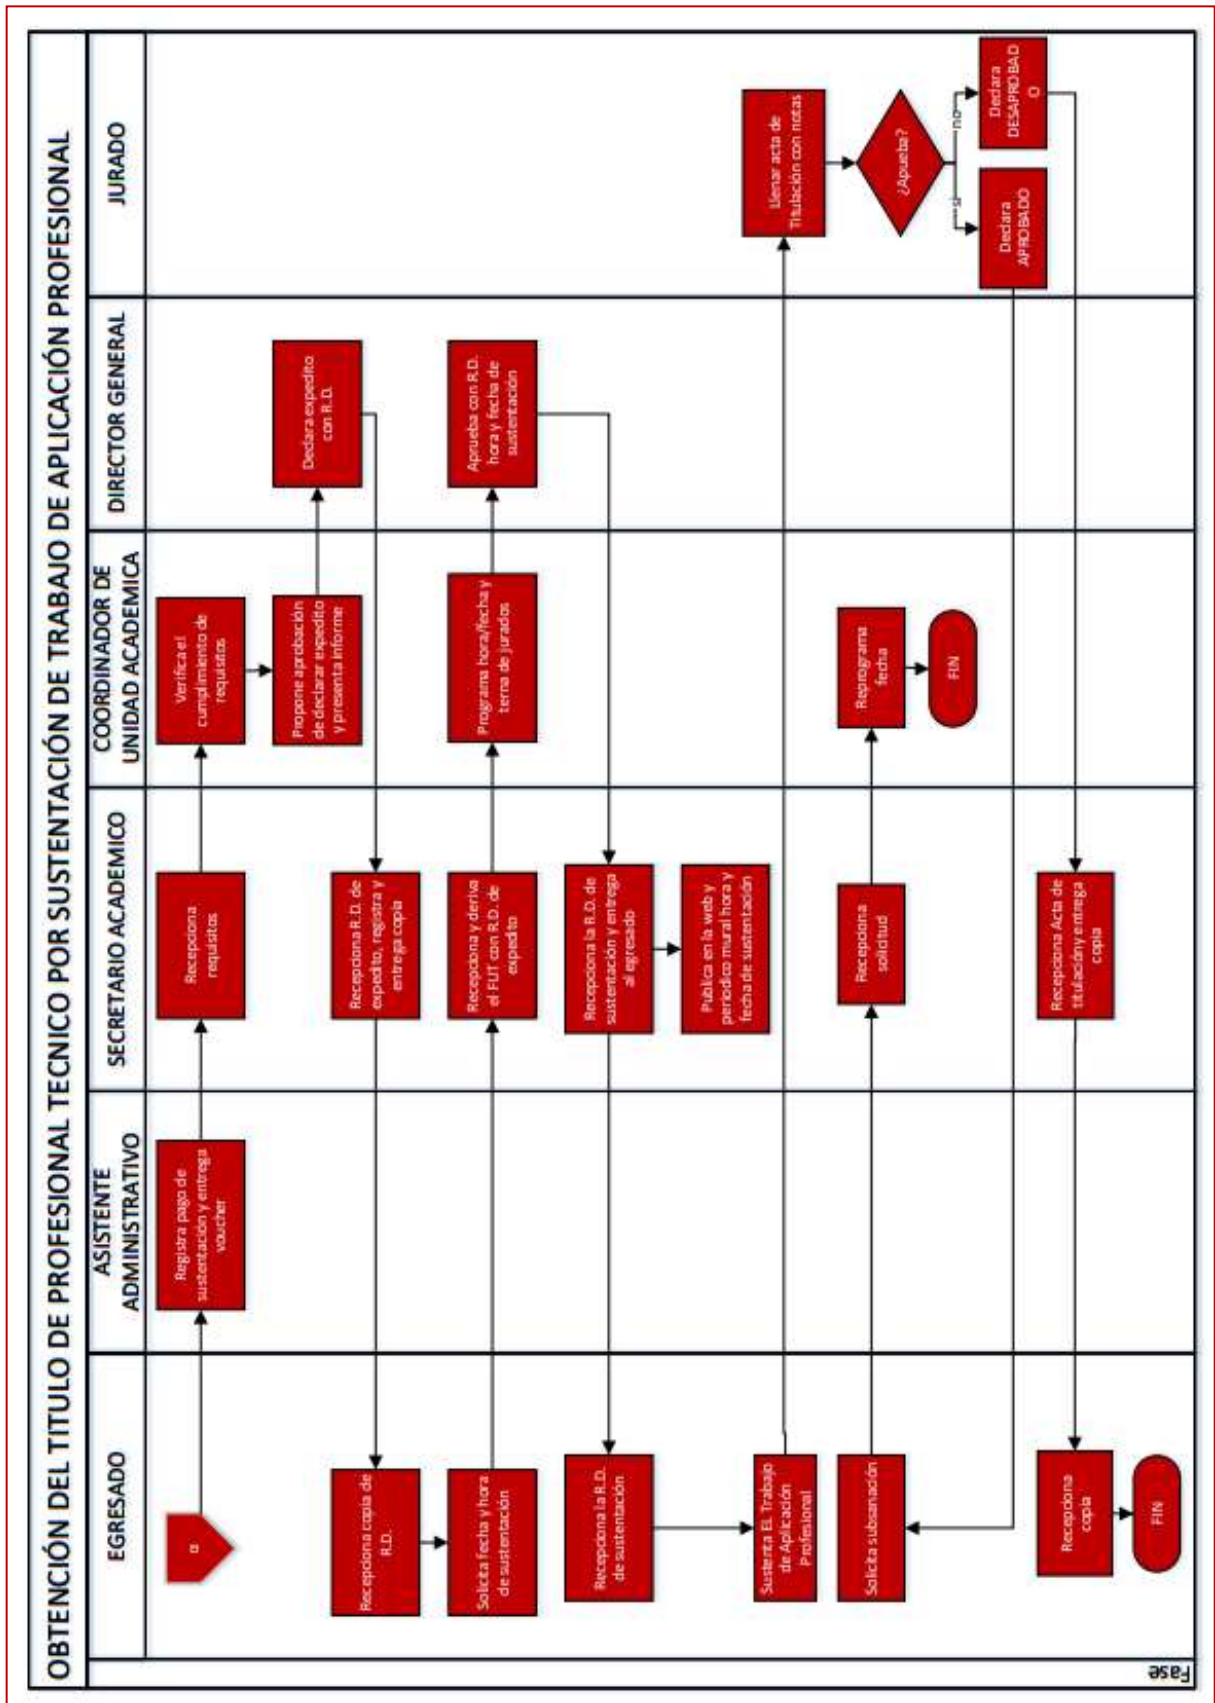 OBTENCIÓN DEL TITULO DE PROFESIONAL TECNICO POR SUSTENTACIÓN DE TRABAJO DE APLICACIÓN PROFESIONAL
EGRESADO
ASISTENTE
ADMINISTRATIVO
SECRETARIO ACADEMICO
COORDINADOR DE
UNIDAD ACADEMICA
DIRECTOR GENERAL
JURADO
Registra pago de
sustentación y entrega
voucher
Recepciona
requisitos
Verifica el
cumplimiento de
requisitos
Propone aprobación
de declarar expedito
y presenta informe
Declara expedito
con R.D.
Recepciona R.D. de
expedito, registra y
entrega copia
Recepciona copia de
R.D.
Solicita fecha y hora
de sustentación
Recepciona y deriva
el FUT con R.D. de
expedito
Programa hora/fecha y
terna de jurados
Aprueba con R.D.
hora y fecha de
sustentación
Recepciona la R.D. de
sustentación y entrega
al egresado
Recepciona la R.D.
de sustentación
Publica en la web y
periodico mural hora y
fecha de sustentación
Sustenta EL Trabajo
de Aplicación
Profesional
Llenar acta de
Titulación con notas
¿Apueba?
si
no
Declara
APROBADO
Declara
DESAPROBAD
O
Solicita subsnación
Recepciona
solicitud
Reprograma
fecha
FIN
Recepciona Acta de
titulación y entrega
copia
Recepciona
copia
FIN
Fase